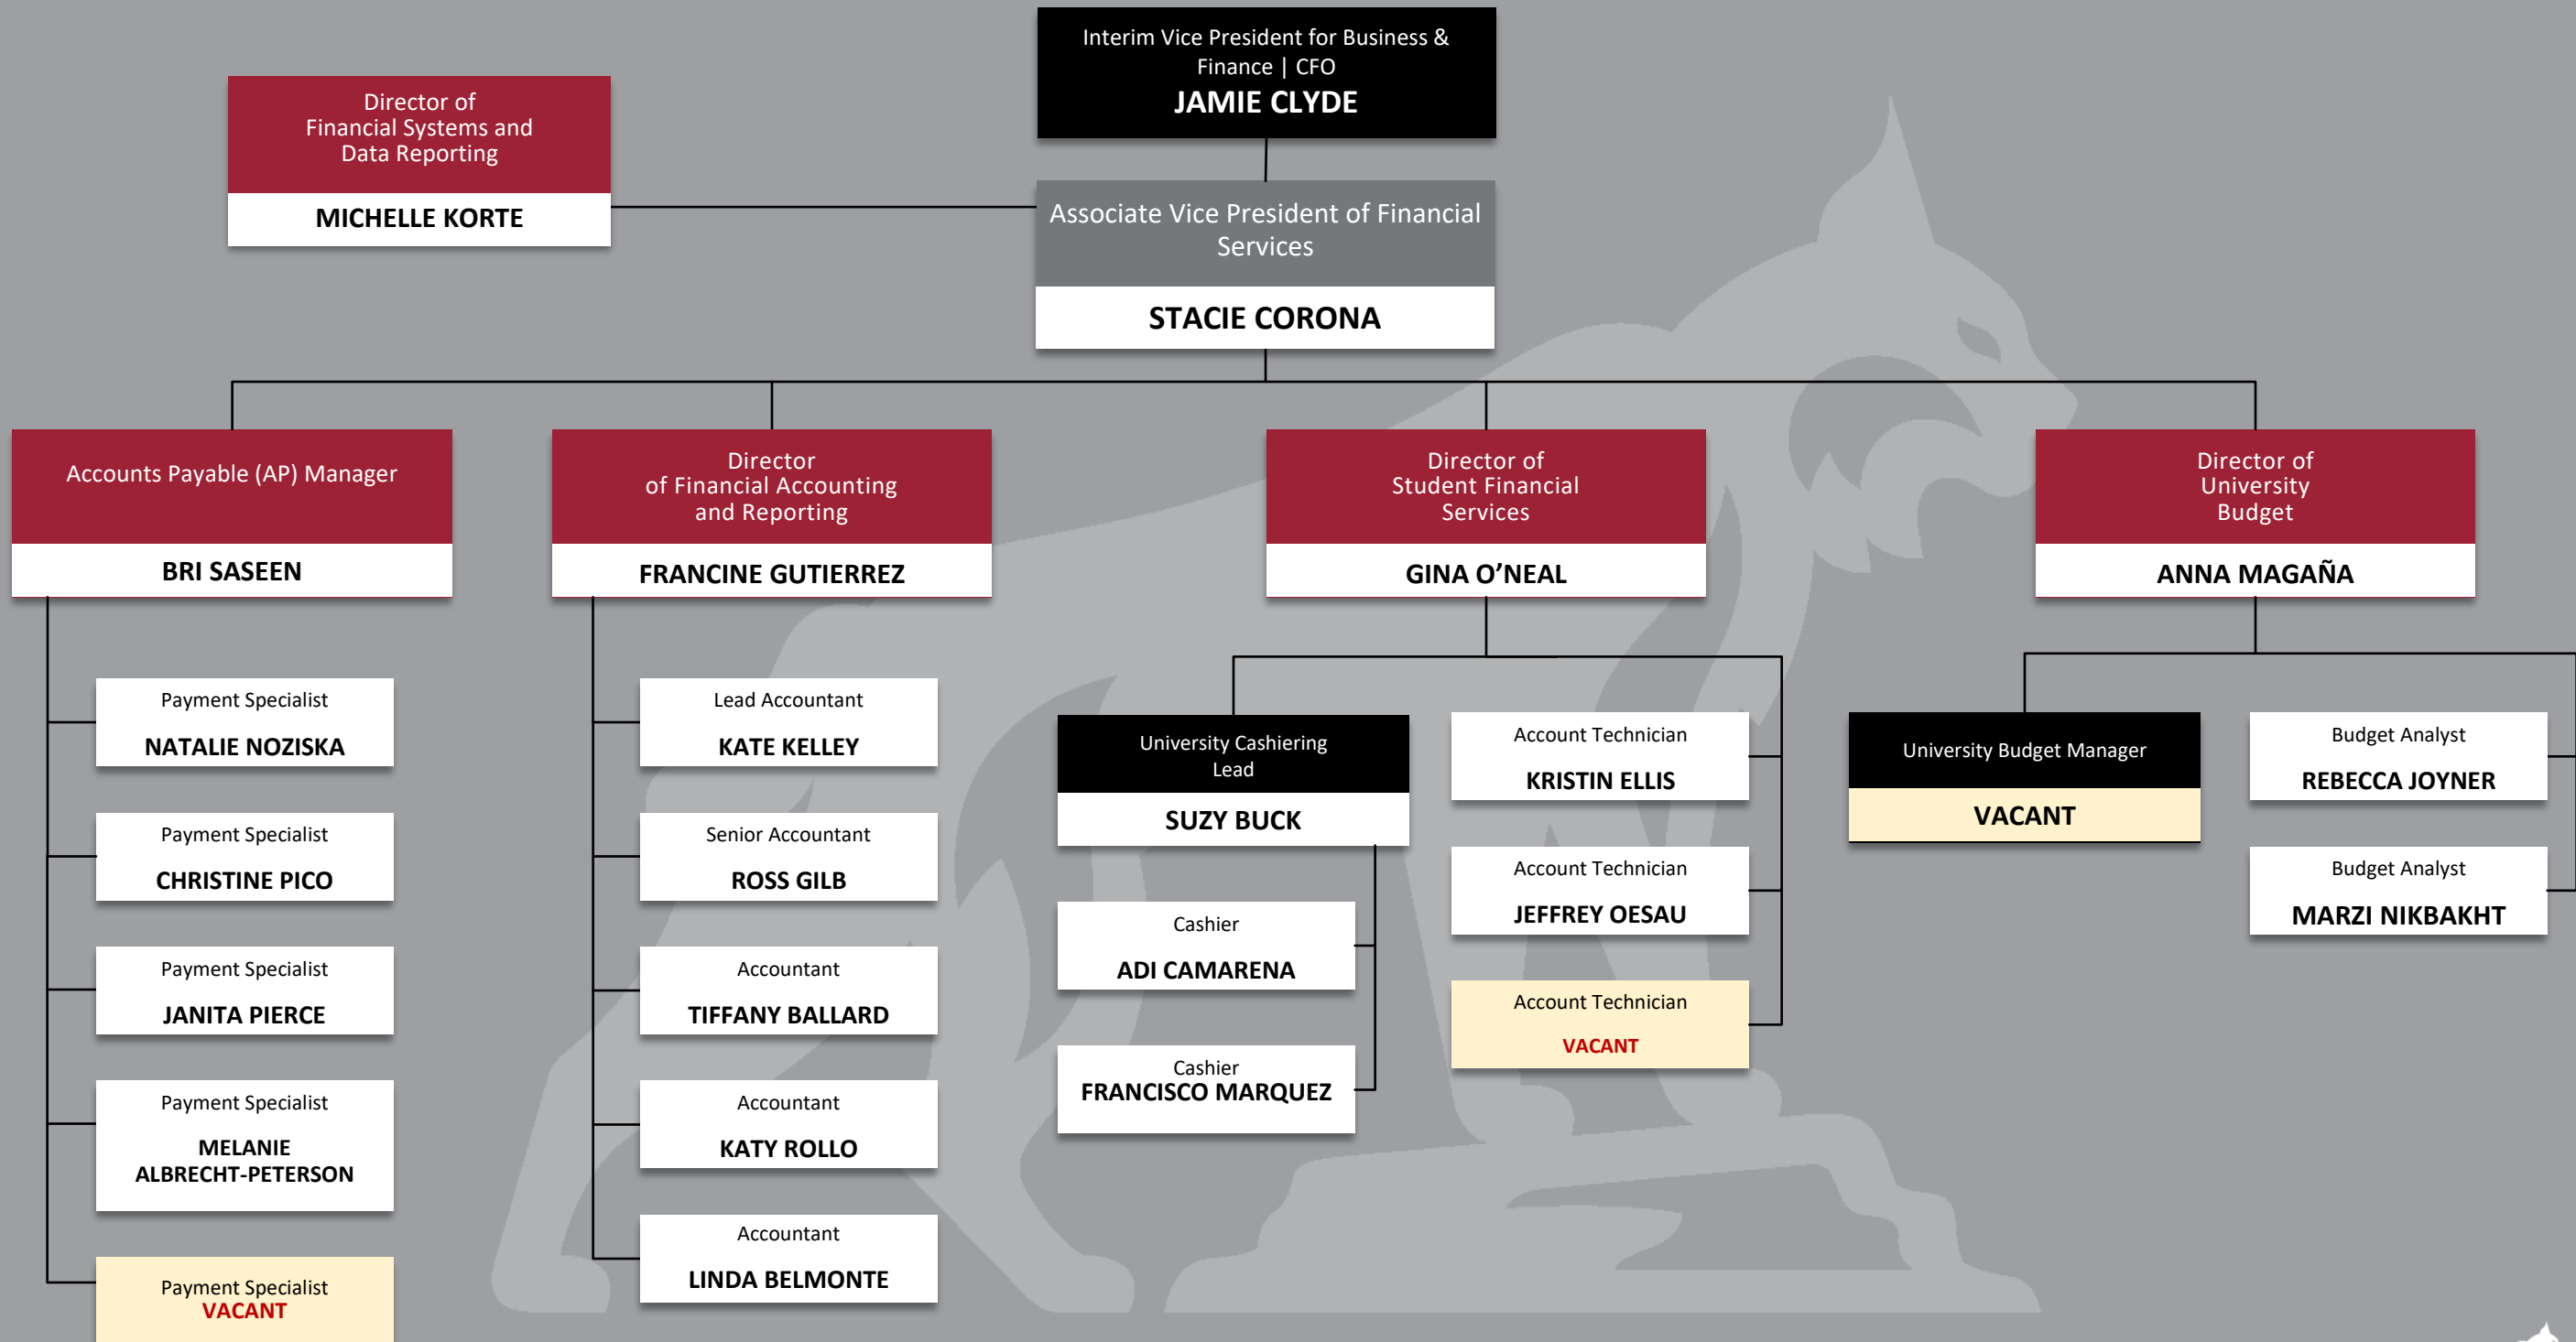 Interim Vice President for Business &
Finance | CFO
JAMIE CLYDE
Director of
Financial Systems and
Data Reporting
MICHELLE KORTE
Associate Vice President of Financial
Services
STACIE CORONA
Accounts Payable (AP) Manager
BRI SASEEN
Payment Specialist
NATALIE NOZISKA
Payment Specialist
CHRISTINE PICO
Payment Specialist
JANITA PIERCE
Payment Specialist
MELANIE
ALBRECHT-PETERSON
Payment Specialist
VACANT
Director
of Financial Accounting
and Reporting
FRANCINE GUTIERREZ
Lead Accountant
KATE KELLEY
Senior Accountant
ROSS GILB
Accountant
TIFFANY BALLARD
Accountant
KATY ROLLO
Accountant
LINDA BELMONTE
Director of
Student Financial
Services
GINA O’NEAL
University Cashiering
Lead
SUZY BUCK
Cashier
ADI CAMARENA
Cashier
FRANCISCO MARQUEZ
Account Technician
KRISTIN ELLIS
Account Technician
JEFFREY OESAU
Account Technician
VACANT
Director of
University
Budget
ANNA MAGAÑA
University Budget Manager
VACANT
Budget Analyst
REBECCA JOYNER
Budget Analyst
MARZI NIKBAKHT